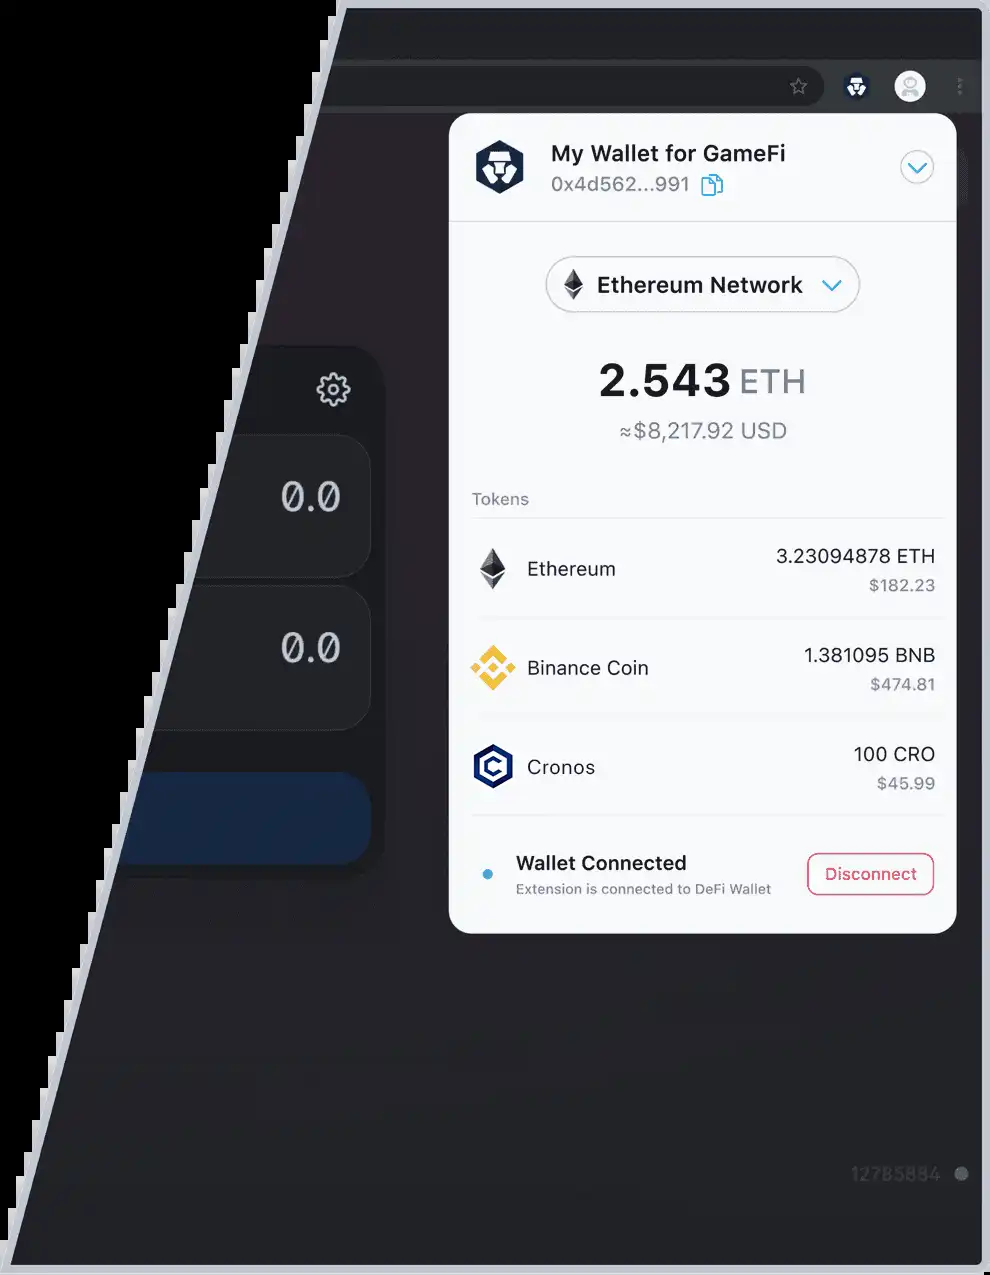 My Wallet for GameFi
0x4d562...991
Ethereum Network
2.543 ETH
≈$8,217.92 USD
0.0
0.0
Tokens
Ethereum
3.23094878 ETH
$182.23
Binance Coin
1.381095 BNB
$474.81
Cronos
100 CRO
$45.99
Wallet Connected
Extension is connected to DeFi Wallet
Disconnect
12785884